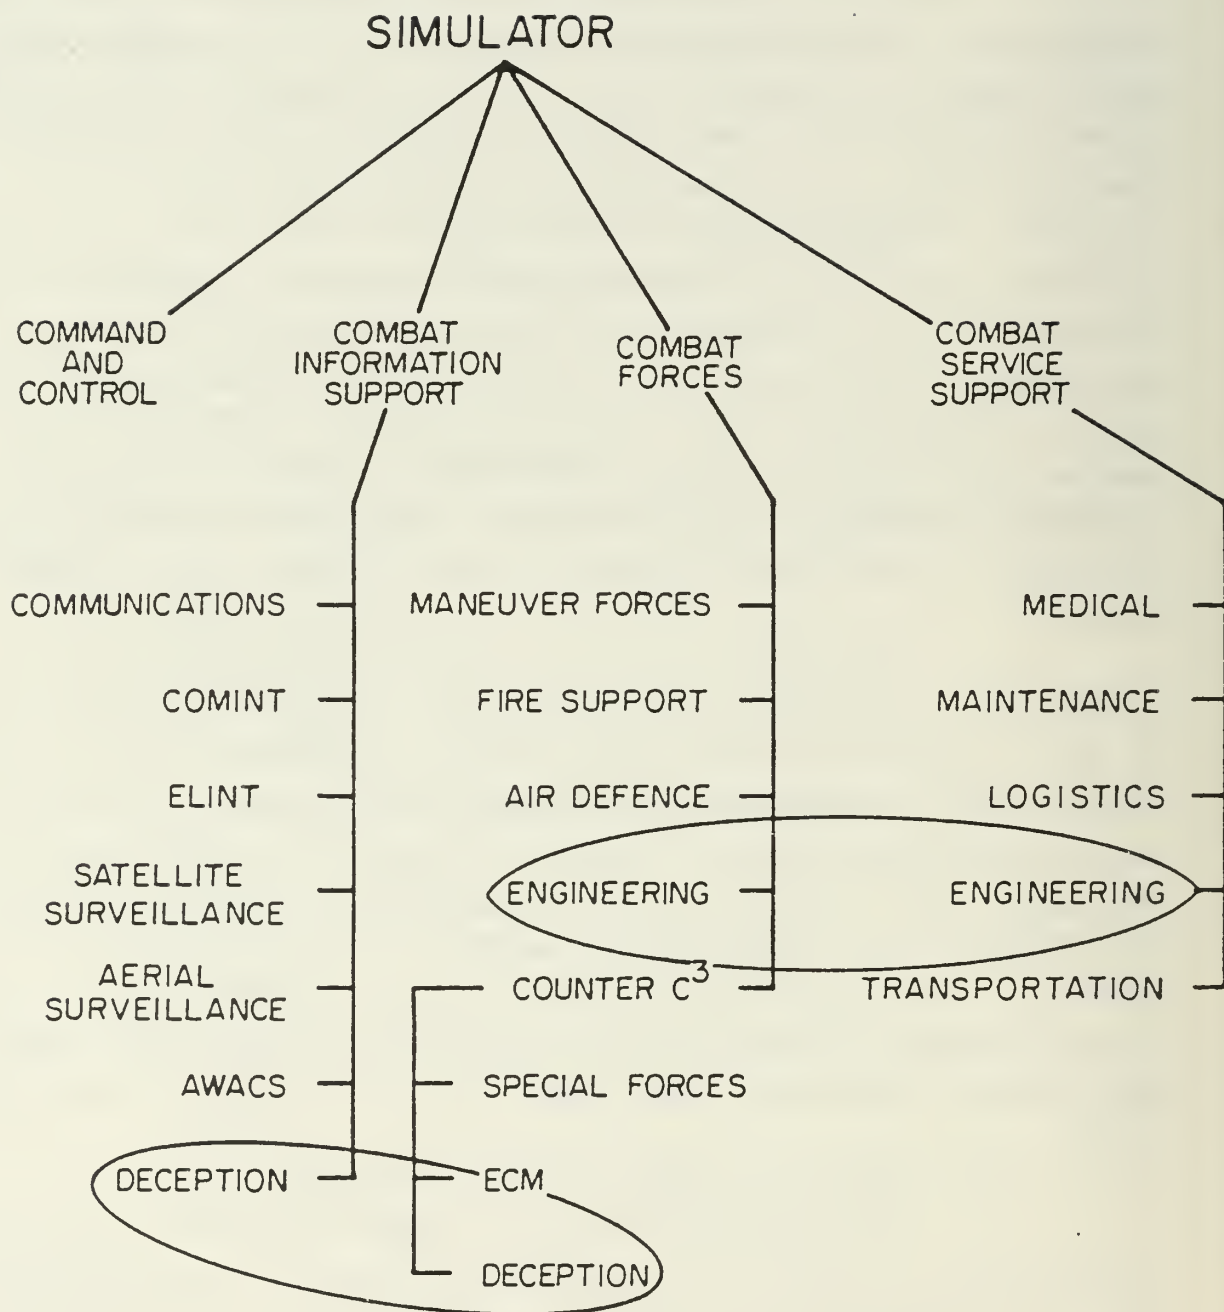 SIMULATOR
COMMAND
AND
CONTROL
COMBAT
INFORMATION
SUPPORT
COMBAT
FORCES
COMBAT
SERVICE
SUPPORT
COMMUNICATIONS
COMINT
ELINT
SATELLITE
SURVEILLANCE
AERIAL
SURVEILLANCE
AWACS
DECEPTION
MANEUVER FORCES
FIRE SUPPORT
AIR DEFENCE
ENGINEERING
COUNTER C³
SPECIAL FORCES
ECM
DECEPTION
MEDICAL
MAINTENANCE
LOGISTICS
ENGINEERING
TRANSPORTATION